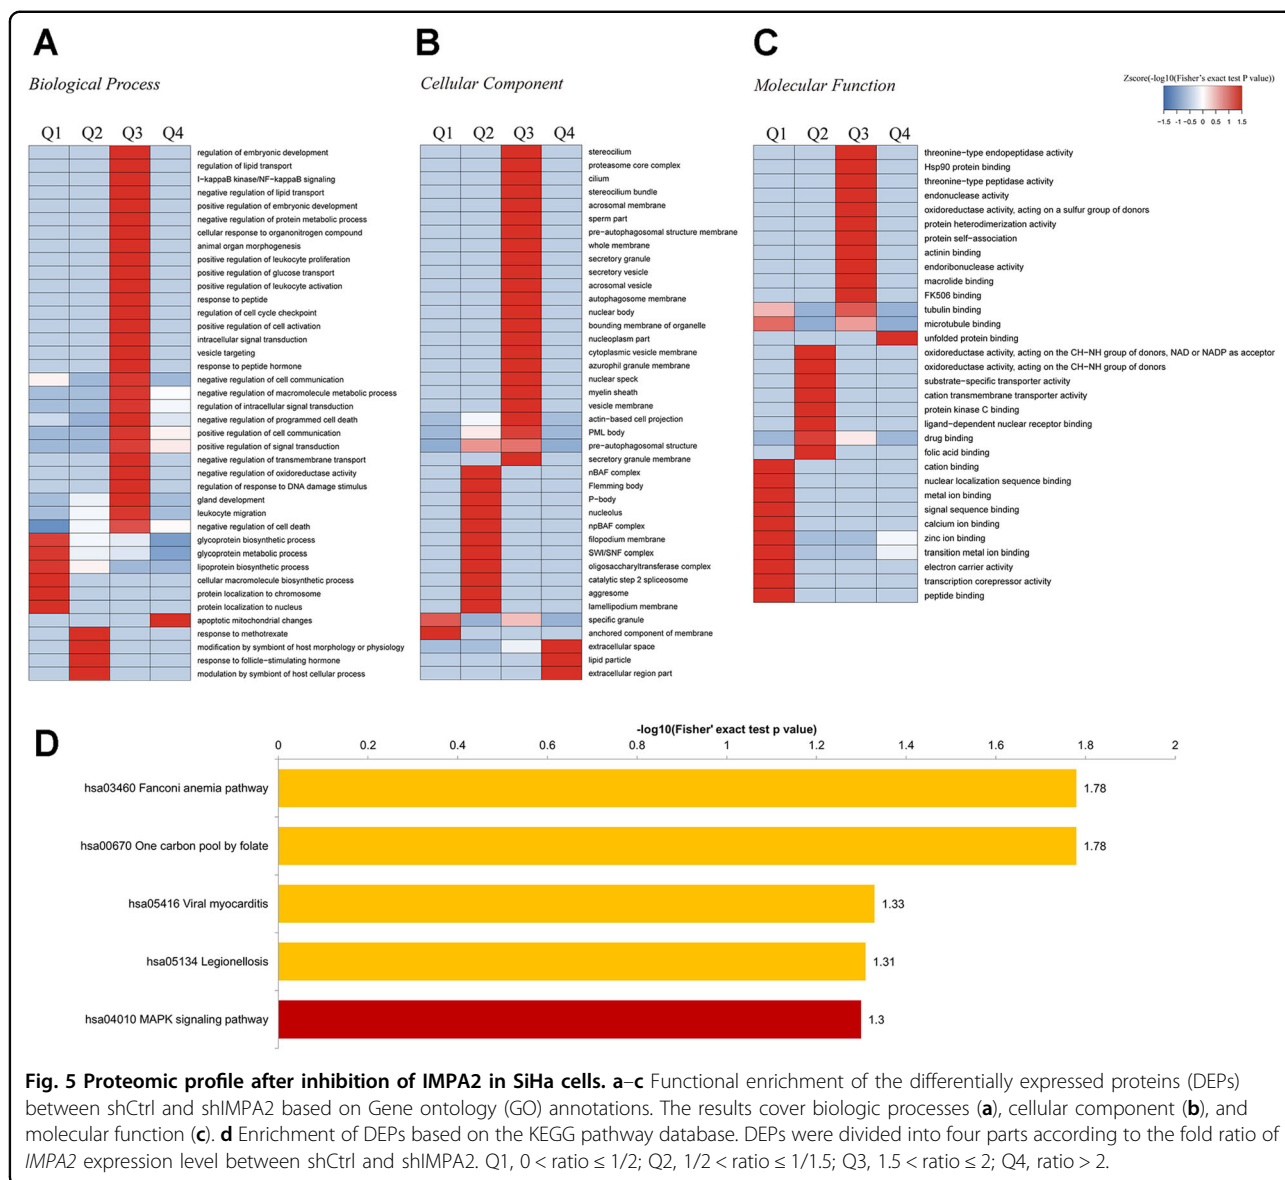 A
Biological Process
Q1 Q2 Q3 Q4
regulation of embryonic development
regulation of lipid transport
I-kappaB kinase/NF-kappaB signaling
negative regulation of lipid transport
positive regulation of embryonic development
negative regulation of protein metabolic process
cellular response to organonitrogen compound
animal organ morphogenesis
positive regulation of leukocyte proliferation
positive regulation of glucose transport
positive regulation of leukocyte activation
response to peptide
regulation of cell cycle checkpoint
positive regulation of cell activation
intracellular signal transduction
vesicle targeting
response to peptide hormone
negative regulation of cell communication
negative regulation of macromolecule metabolic process
regulation of intracellular signal transduction
negative regulation of programmed cell death
positive regulation of cell communication
positive regulation of signal transduction
negative regulation of transmembrane transport
negative regulation of oxidoreductase activity
regulation of response to DNA damage stimulus
gland development
leukocyte migration
negative regulation of cell death
glycoprotein biosynthetic process
glycoprotein metabolic process
lipoprotein biosynthetic process
cellular macromolecule biosynthetic process
protein localization to chromosome
protein localization to nucleus
apoptotic mitochondrial changes
response to methotrexate
modification by symbiont of host morphology or physiology
response to follicle-stimulating hormone
modulation by symbiont of host cellular process
B
Cellular Component
Q1 Q2 Q3 Q4
stereocilium
proteasome core complex
cilium
stereocilium bundle
acrosomal membrane
sperm part
pre-autophagosomal structure membrane
whole membrane
secretory granule
secretory vesicle
acrosomal vesicle
autophagosome membrane
nuclear body
bounding membrane of organelle
nucleoplasm part
cytoplasmic vesicle membrane
azurophil granule membrane
nuclear speck
myelin sheath
vesicle membrane
actin-based cell projection
PML body
pre-autophagosomal structure
secretory granule membrane
nBAF complex
Flemming body
P-body
nucleolus
npBAF complex
filopodium membrane
SWI/SNF complex
oligosaccharyltransferase complex
catalytic step 2 spliceosome
aggresome
lamellipodium membrane
specific granule
anchored component of membrane
extracellular space
lipid particle
extracellular region part
C
Molecular Function
Zscore(-log10(Fisher's exact test P value))
-1.5 -1 -0.5 0 0.5 1 1.5
Q1 Q2 Q3 Q4
threonine-type endopeptidase activity
Hsp90 protein binding
threonine-type peptidase activity
endonuclease activity
oxidoreductase activity, acting on a sulfur group of donors
protein heterodimerization activity
protein self-association
actinin binding
endoribonuclease activity
macrolide binding
FK506 binding
tubulin binding
microtubule binding
unfolded protein binding
oxidoreductase activity, acting on the CH-NH group of donors, NAD or NADP as acceptor
oxidoreductase activity, acting on the CH-NH group of donors
substrate-specific transporter activity
cation transmembrane transporter activity
protein kinase C binding
ligand-dependent nuclear receptor binding
drug binding
folic acid binding
cation binding
nuclear localization sequence binding
metal ion binding
signal sequence binding
calcium ion binding
zinc ion binding
transition metal ion binding
electron carrier activity
transcription corepressor activity
peptide binding
D
-log10(Fisher' exact test p value)
0 0.2 0.4 0.6 0.8 1 1.2 1.4 1.6 1.8 2
hsa03460 Fanconi anemia pathway 1.78
hsa00670 One carbon pool by folate 1.78
hsa05416 Viral myocarditis 1.33
hsa05134 Legionellosis 1.31
hsa04010 MAPK signaling pathway 1.3
Fig. 5 Proteomic profile after inhibition of IMPA2 in SiHa cells. a–c Functional enrichment of the differentially expressed proteins (DEPs)
between shCtrl and shIMPA2 based on Gene ontology (GO) annotations. The results cover biologic processes (a), cellular component (b), and
molecular function (c). d Enrichment of DEPs based on the KEGG pathway database. DEPs were divided into four parts according to the fold ratio of
IMPA2 expression level between shCtrl and shIMPA2. Q1, 0 < ratio ≤ 1/2; Q2, 1/2 < ratio ≤ 1/1.5; Q3, 1.5 < ratio ≤ 2; Q4, ratio > 2.